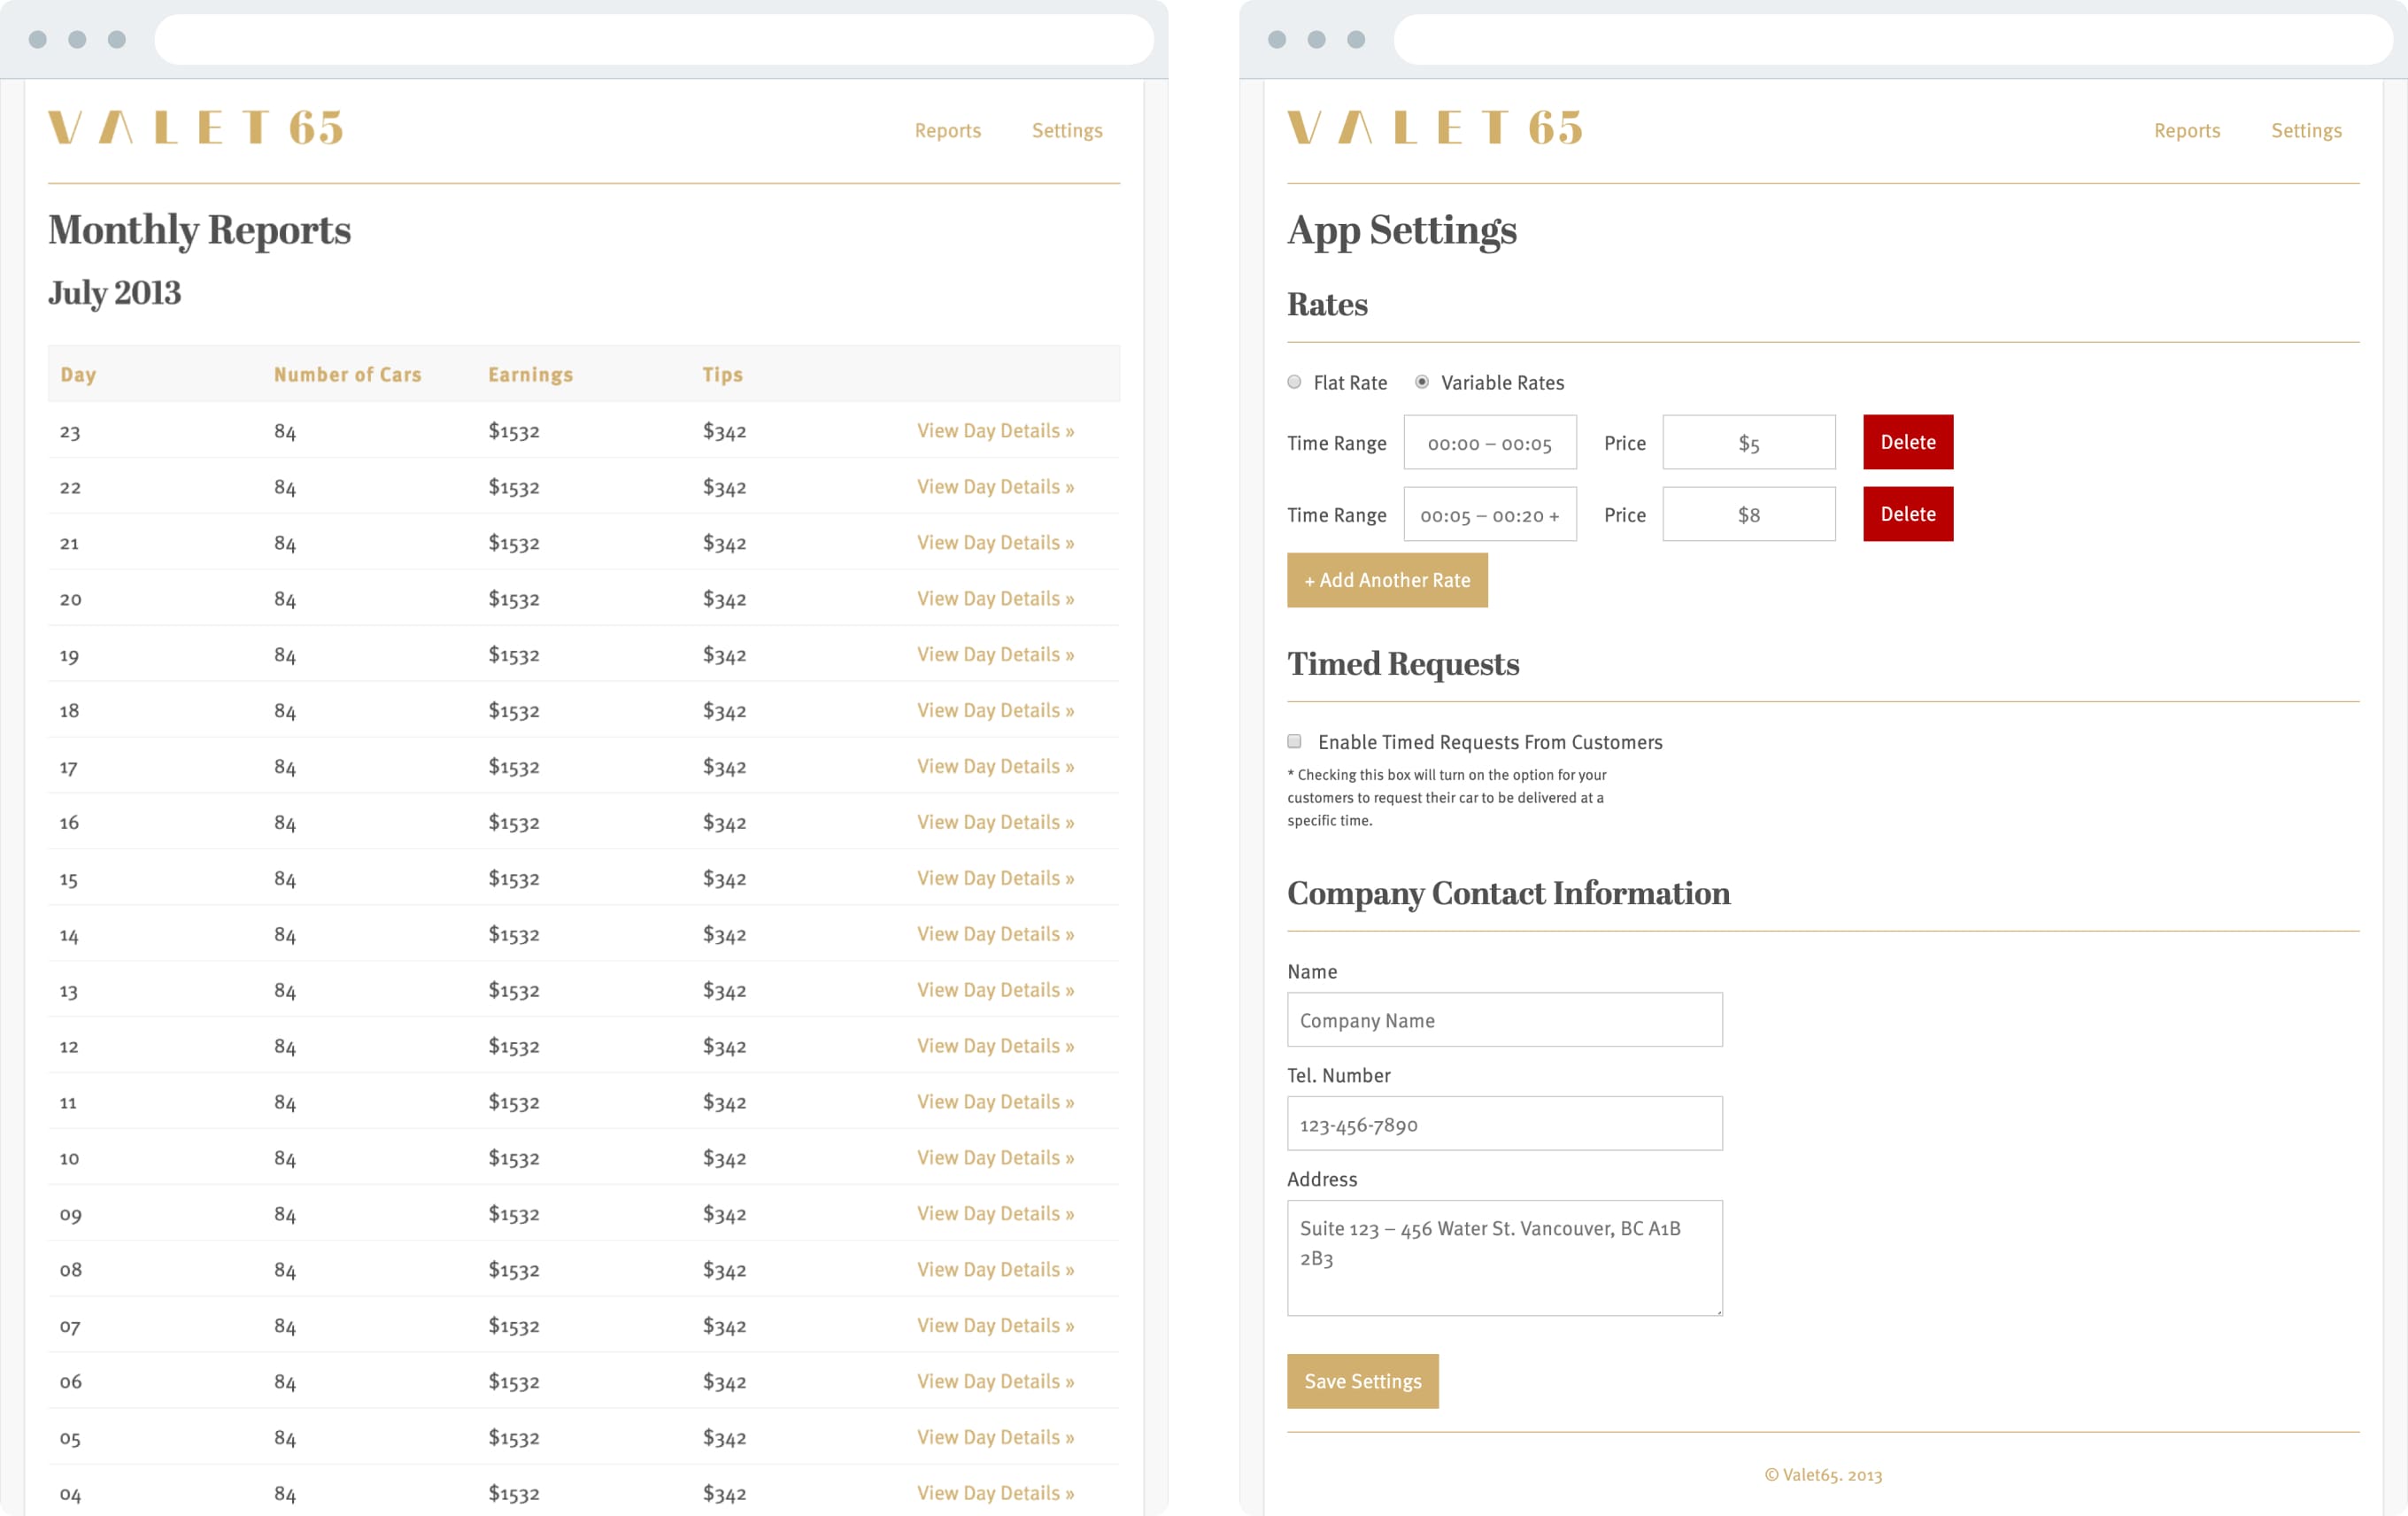 VALET 65
Reports Settings
Monthly Reports
July 2013
Day Number of Cars Earnings Tips
23 84 $1532 $342 View Day Details »
22 84 $1532 $342 View Day Details »
21 84 $1532 $342 View Day Details »
20 84 $1532 $342 View Day Details »
19 84 $1532 $342 View Day Details »
18 84 $1532 $342 View Day Details »
17 84 $1532 $342 View Day Details »
16 84 $1532 $342 View Day Details »
15 84 $1532 $342 View Day Details »
14 84 $1532 $342 View Day Details »
13 84 $1532 $342 View Day Details »
12 84 $1532 $342 View Day Details »
11 84 $1532 $342 View Day Details »
10 84 $1532 $342 View Day Details »
09 84 $1532 $342 View Day Details »
08 84 $1532 $342 View Day Details »
07 84 $1532 $342 View Day Details »
06 84 $1532 $342 View Day Details »
05 84 $1532 $342 View Day Details »
04 84 $1532 $342 View Day Details »
VALET 65
Reports Settings
App Settings
Rates
Flat Rate Variable Rates
Time Range 00:00 – 00:05 Price $5 Delete
Time Range 00:05 – 00:20 + Price $8 Delete
+ Add Another Rate
Timed Requests
Enable Timed Requests From Customers
* Checking this box will turn on the option for your
customers to request their car to be delivered at a
specific time.
Company Contact Information
Name
Company Name
Tel. Number
123-456-7890
Address
Suite 123 – 456 Water St. Vancouver, BC A1B
2B3
Save Settings
© Valet65. 2013